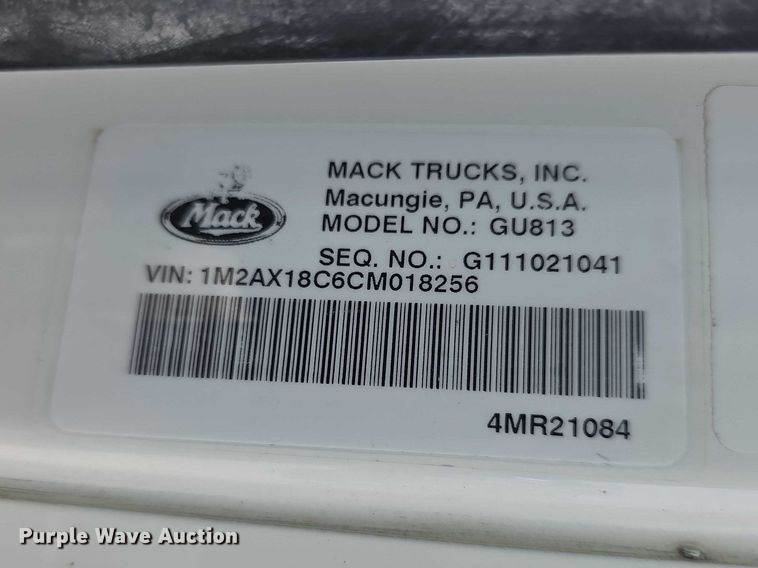 Mack
MACK TRUCKS, INC.
Macungie, PA, U.S.A.
MODEL NO.: GU813
SEQ. NO.: G111021041
VIN: 1M2AX18C6CM018256
4MR21084
Purple Wave Auction